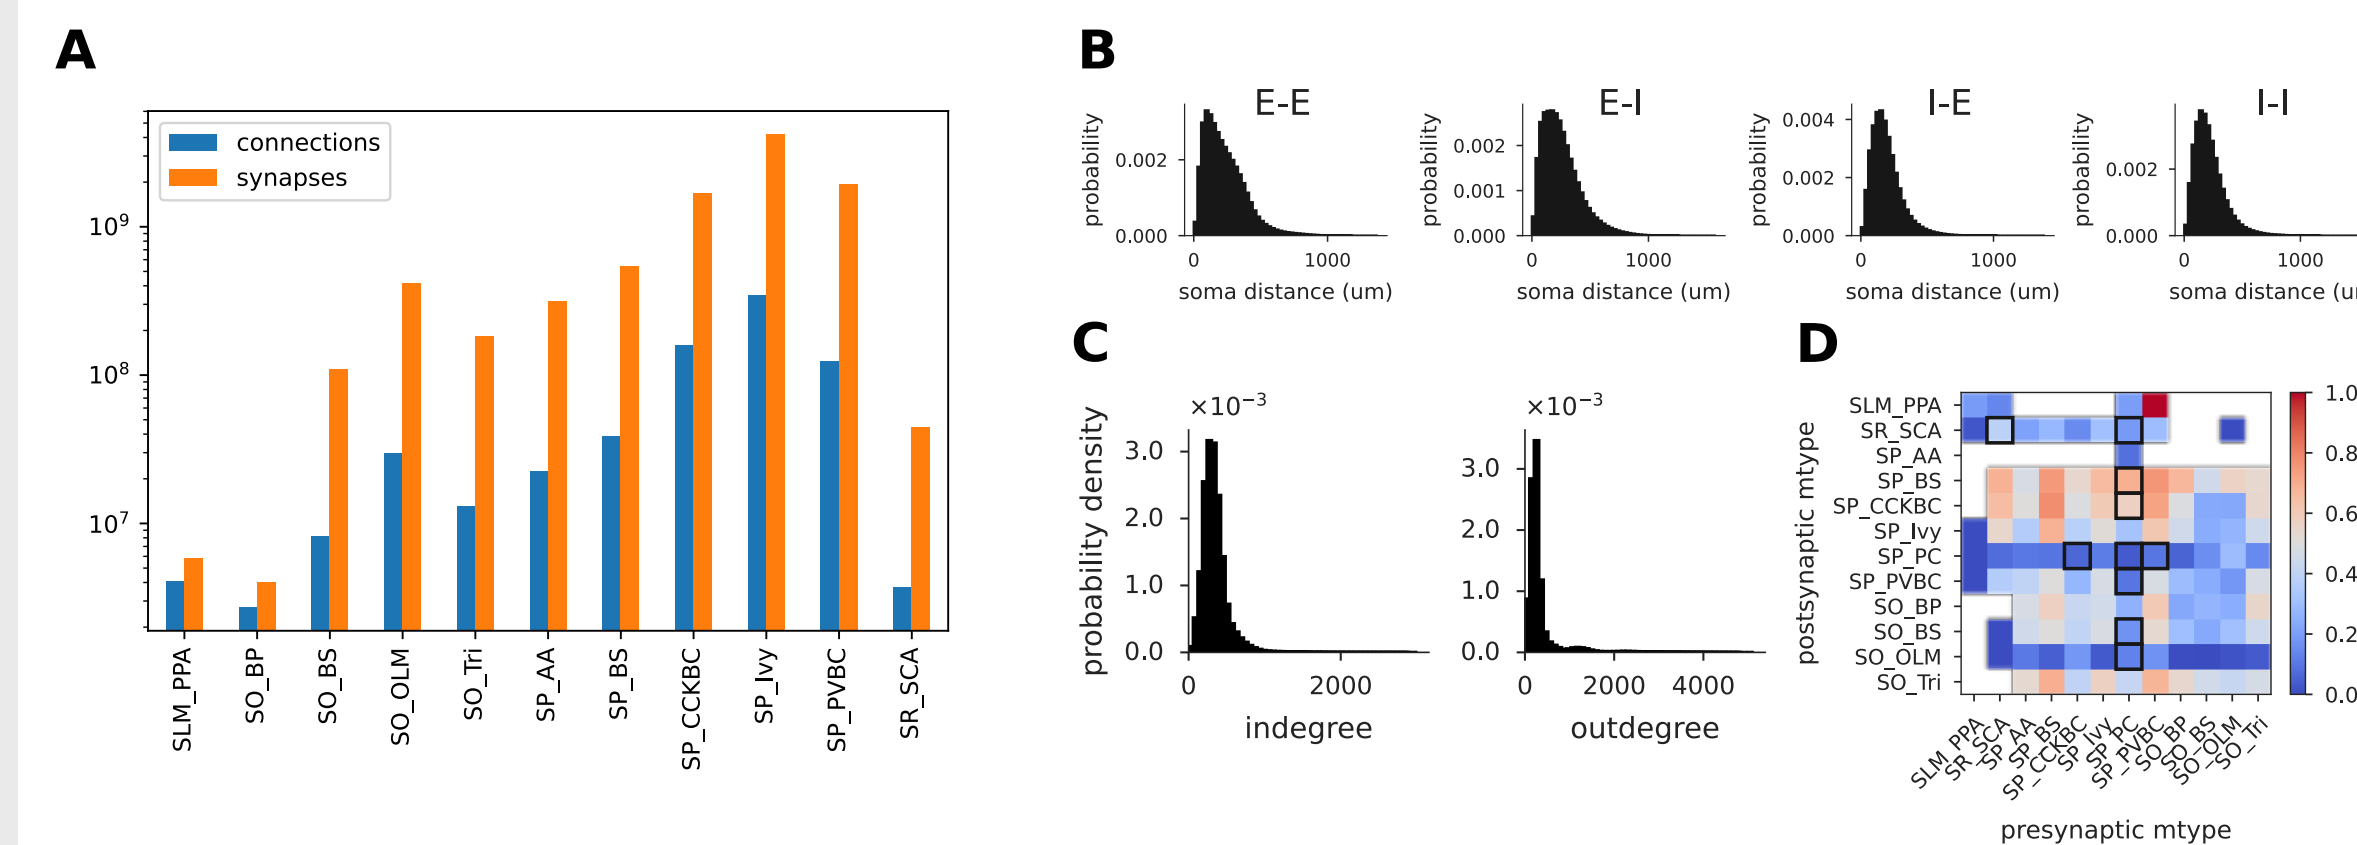 A
connections
synapses
10⁹
10⁸
10⁷
SLM_PPA
SO_BP
SO_BS
SO_OLM
SO_Tri
SP_AA
SP_BS
SP_CCKBC
SP_Ivy
SP_PVBC
SR_SCA
B
E-E
probability
0.002
0.000
0 1000
soma distance (um)
E-I
probability
0.002
0.001
0.000
0 1000
soma distance (um)
I-E
probability
0.004
0.002
0.000
0 1000
soma distance (um)
I-I
probability
0.002
0.000
0 1000
soma distance
C
×10⁻³
probability density
3.0
2.0
1.0
0.0
0 2000
indegree
×10⁻³
3.0
2.0
1.0
0.0
0 2000 4000
outdegree
D
postsynaptic mtype
SLM_PPA
SR_SCA
SP_AA
SP_BS
SP_CCKBC
SP_Ivy
SP_PC
SP_PVBC
SO_BP
SO_BS
SO_OLM
SO_Tri
SLM_PPA
SR_SCA
SP_AA
SP_BS
SP_CCKBC
SP_Ivy
SP_PC
SP_PVBC
SO_BP
SO_BS
SO_OLM
SO_Tri
presynaptic mtype
1.0
0.8
0.6
0.4
0.2
0.0